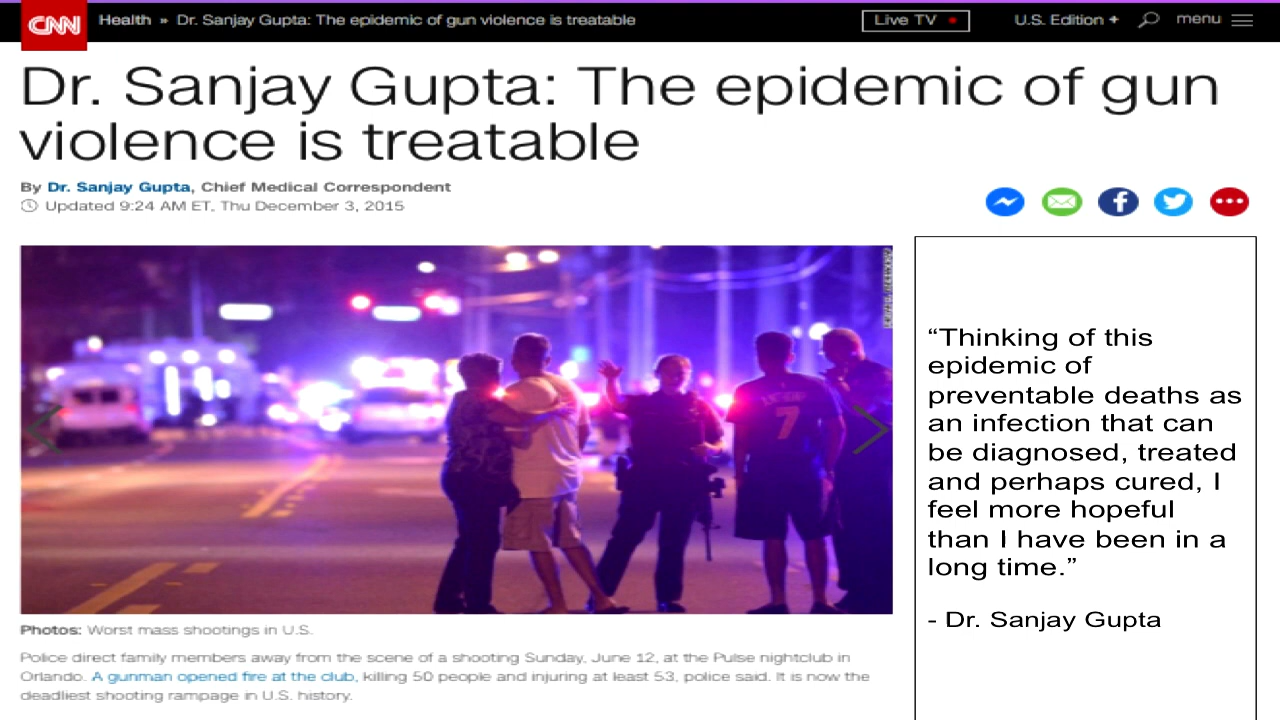 CNN
Health » Dr. Sanjay Gupta: The epidemic of gun violence is treatable
Live TV
U.S. Edition +
menu
Dr. Sanjay Gupta: The epidemic of gun
violence is treatable
By Dr. Sanjay Gupta, Chief Medical Correspondent
Updated 9:24 AM ET, Thu December 3, 2015
7
Photos: Worst mass shootings in U.S.
Police direct family members away from the scene of a shooting Sunday, June 12, at the Pulse nightclub in
Orlando. A gunman opened fire at the club, killing 50 people and injuring at least 53, police said. It is now the
deadliest shooting rampage in U.S. history.
“Thinking of this
epidemic of
preventable deaths as
an infection that can
be diagnosed, treated
and perhaps cured, I
feel more hopeful
than I have been in a
long time.”
- Dr. Sanjay Gupta